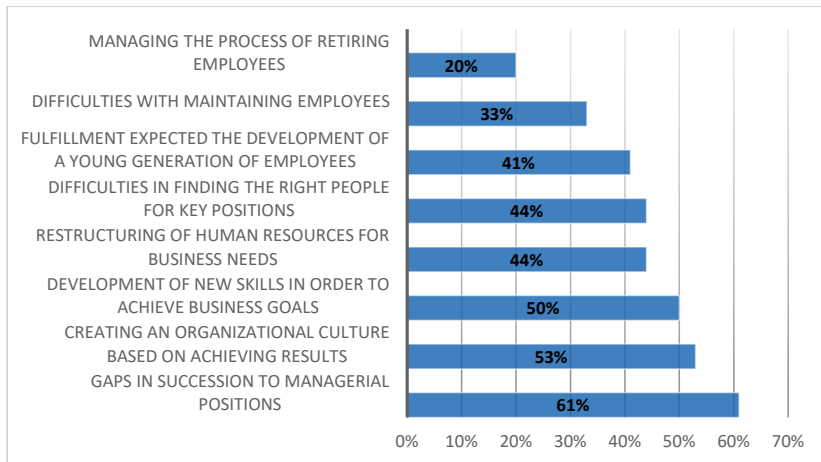 MANAGING THE PROCESS OF RETIRING
EMPLOYEES
20%
DIFFICULTIES WITH MAINTAINING EMPLOYEES
33%
FULFILLMENT EXPECTED THE DEVELOPMENT OF
A YOUNG GENERATION OF EMPLOYEES
41%
DIFFICULTIES IN FINDING THE RIGHT PEOPLE
FOR KEY POSITIONS
44%
RESTRUCTURING OF HUMAN RESOURCES FOR
BUSINESS NEEDS
44%
DEVELOPMENT OF NEW SKILLS IN ORDER TO
ACHIEVE BUSINESS GOALS
50%
CREATING AN ORGANIZATIONAL CULTURE
BASED ON ACHIEVING RESULTS
53%
GAPS IN SUCCESSION TO MANAGERIAL
POSITIONS
61%
0% 10% 20% 30% 40% 50% 60% 70%